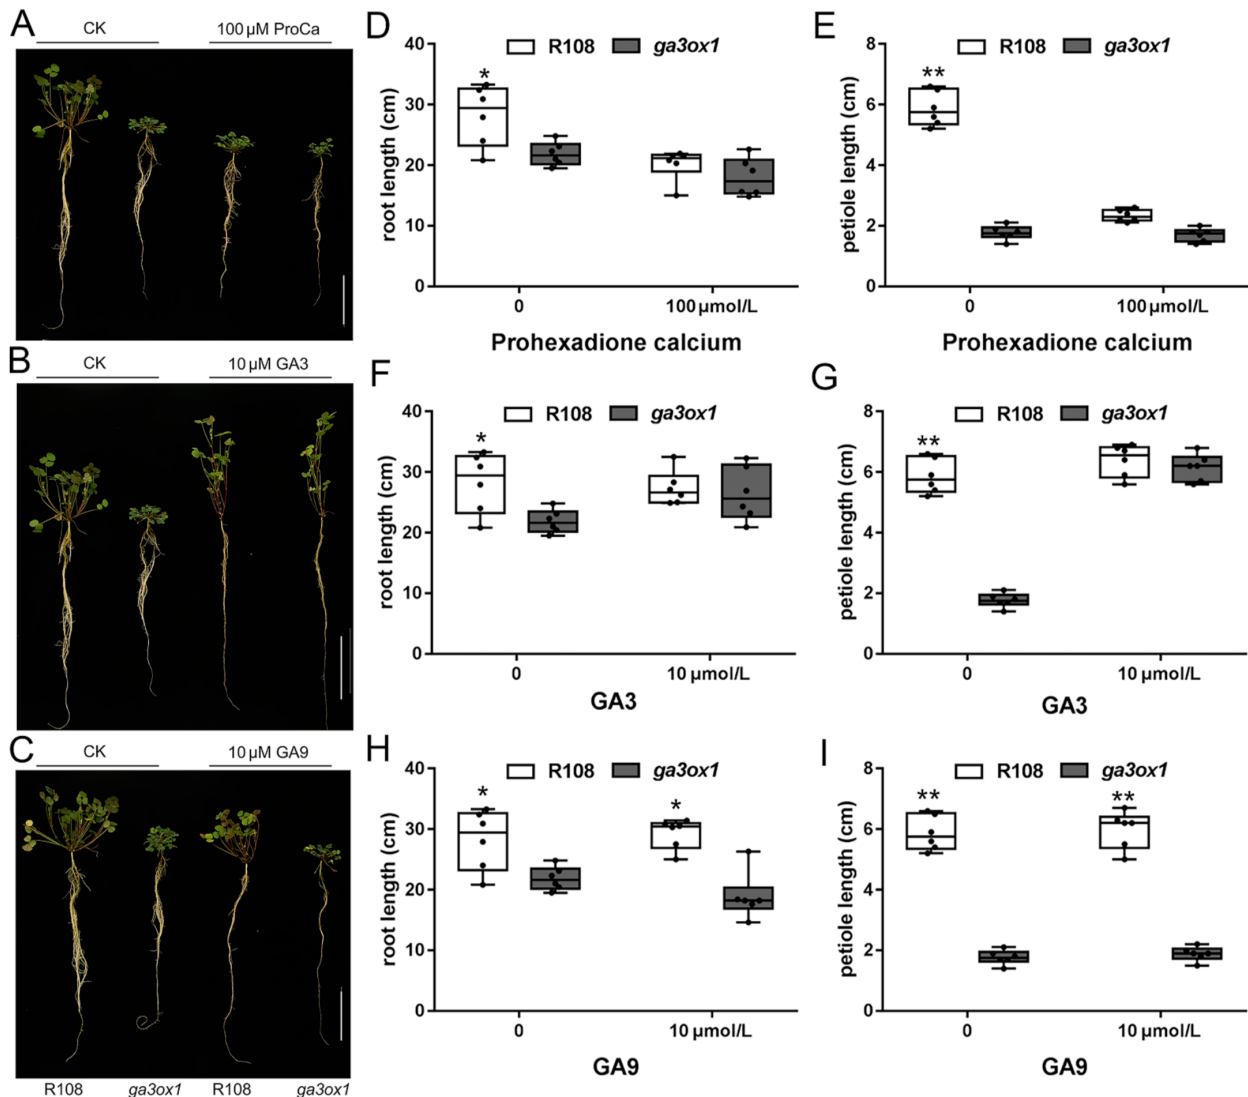 A
CK 100 µM ProCa
B
CK 10 µM GA3
C
CK 10 µM GA9
R108 ga3ox1 R108 ga3ox1
D
R108 ga3ox1
root length (cm)
40
30
20
10
0
*
0 100 µmol/L
Prohexadione calcium
E
R108 ga3ox1
petiole length (cm)
8
6
4
2
0
**
0 100 µmol/L
Prohexadione calcium
F
R108 ga3ox1
root length (cm)
40
30
20
10
0
*
0 10 µmol/L
GA3
G
R108 ga3ox1
petiole length (cm)
8
6
4
2
0
**
0 10 µmol/L
GA3
H
R108 ga3ox1
root length (cm)
40
30
20
10
0
* *
0 10 µmol/L
GA9
I
R108 ga3ox1
petiole length (cm)
8
6
4
2
0
** **
0 10 µmol/L
GA9